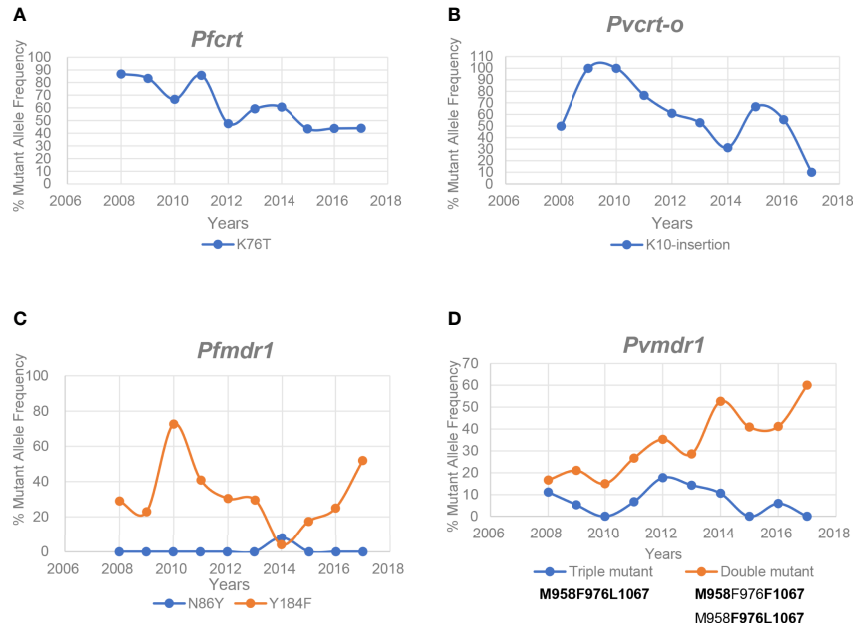 A
Pfcrt
% Mutant Allele Frequency
100
90
80
70
60
50
40
30
20
10
0
2006 2008 2010 2012 2014 2016 2018
Years
K76T
B
Pvcrt-o
% Mutant Allele Frequency
110
100
90
80
70
60
50
40
30
20
10
0
2006 2008 2010 2012 2014 2016 2018
Years
K10-insertion
C
Pfmdr1
% Mutant Allele Frequency
100
80
60
40
20
0
2006 2008 2010 2012 2014 2016 2018
Years
N86Y Y184F
D
Pvmdr1
% Mutant Allele Frequency
70
60
50
40
30
20
10
0
2006 2008 2010 2012 2014 2016 2018
Years
Triple mutant Double mutant
M958F976L1067 M958F976F1067
M958F976L1067